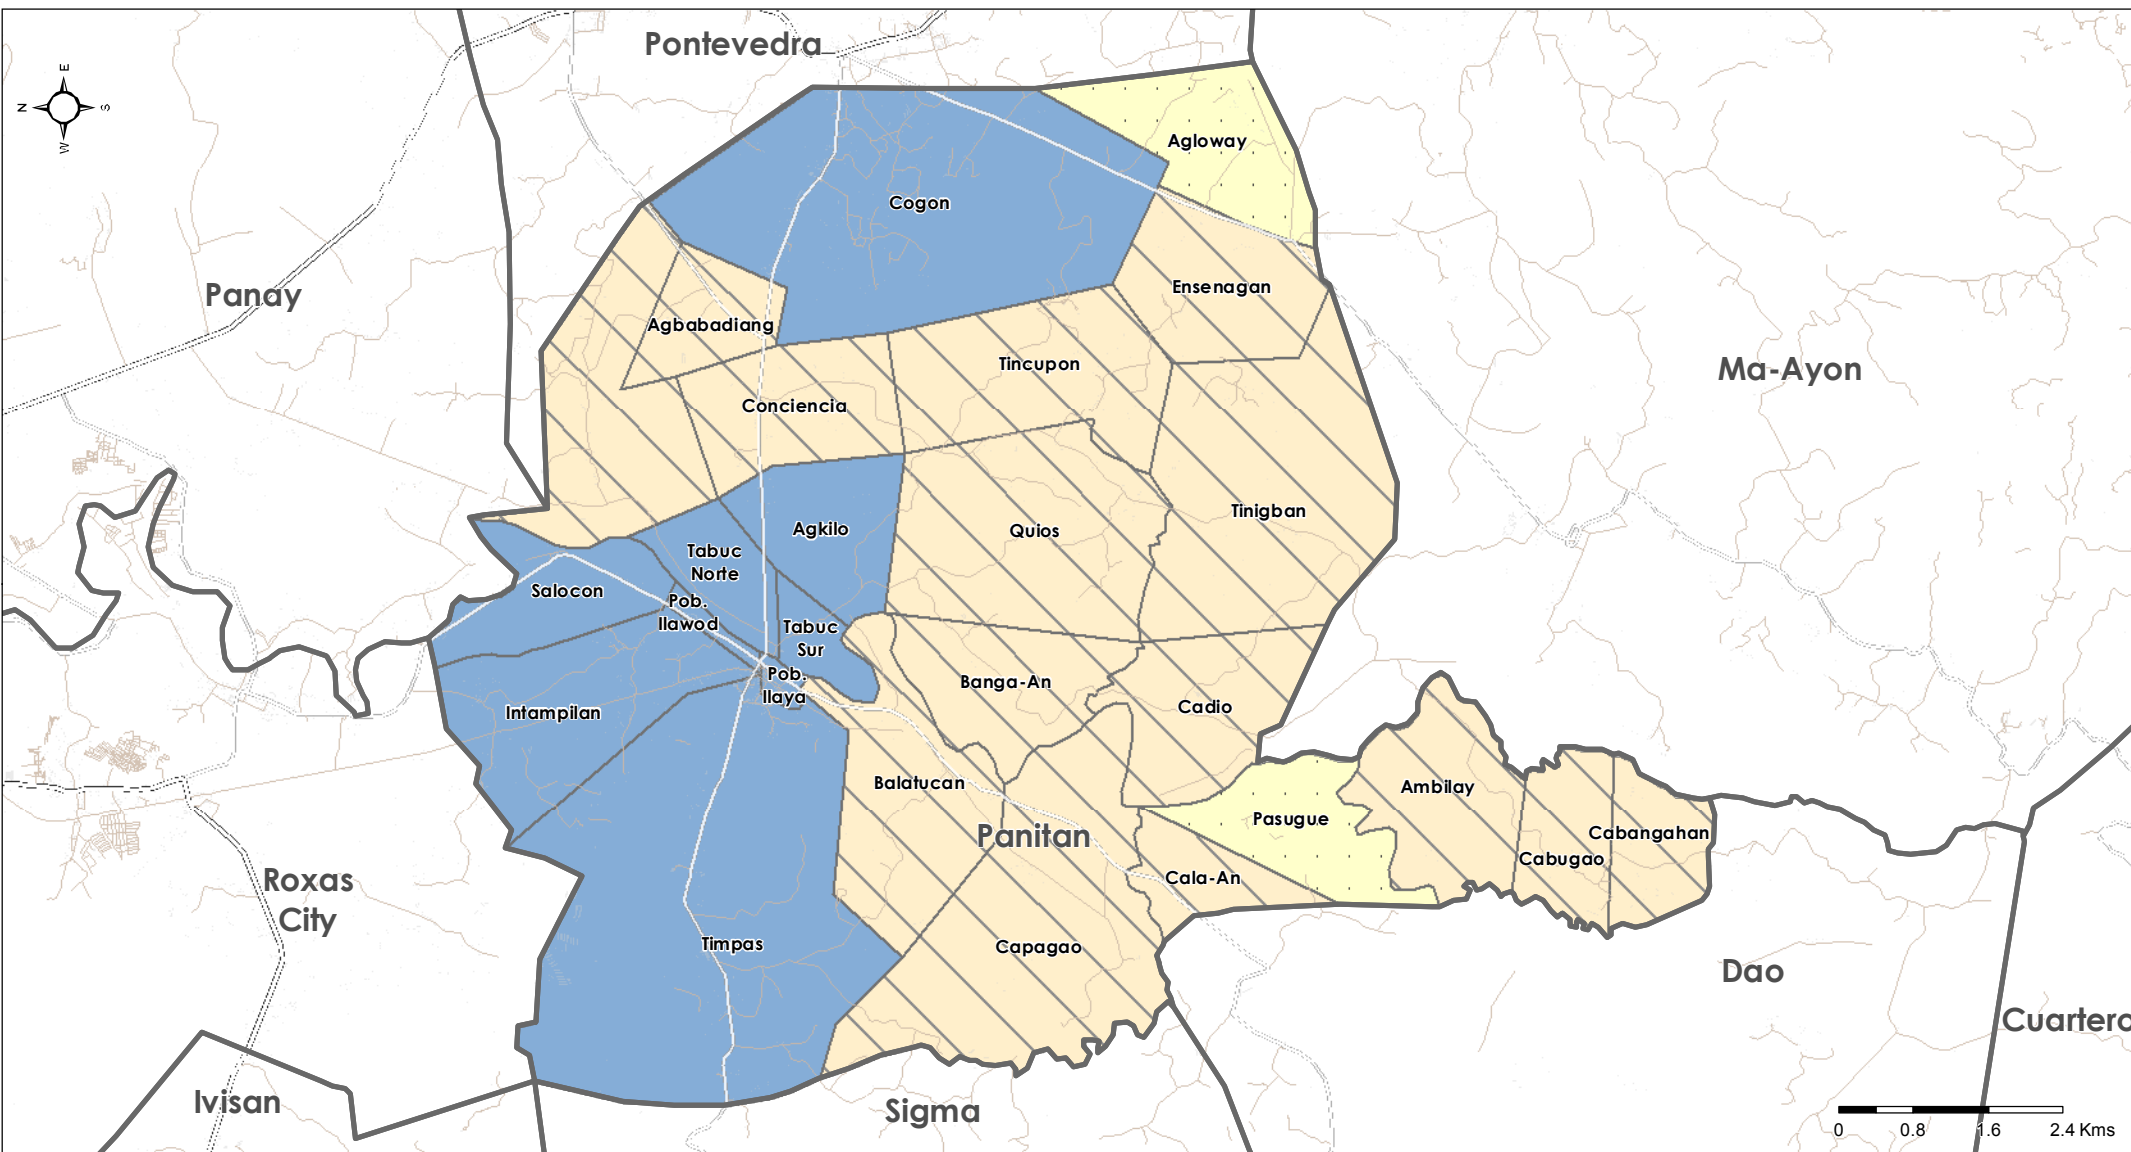 Pontevedra
E
N
S
W
Agloway
Cogon
Panay
Ensenagan
Agbabadiang
Tincupon
Ma-Ayon
Conciencia
Agkilo
Quios
Tinigban
Tabuc
Norte
Salocon
Pob.
Ilawod
Tabuc
Sur
Pob.
Ilaya
Banga-An
Cadio
Intampilan
Balatucan
Panitan
Pasugue
Ambilay
Cabangahan
Cabugao
Cala-An
Roxas
City
Timpas
Capagao
Dao
Cuartero
Ivisan
Sigma
0 0.8 1.6 2.4 Kms